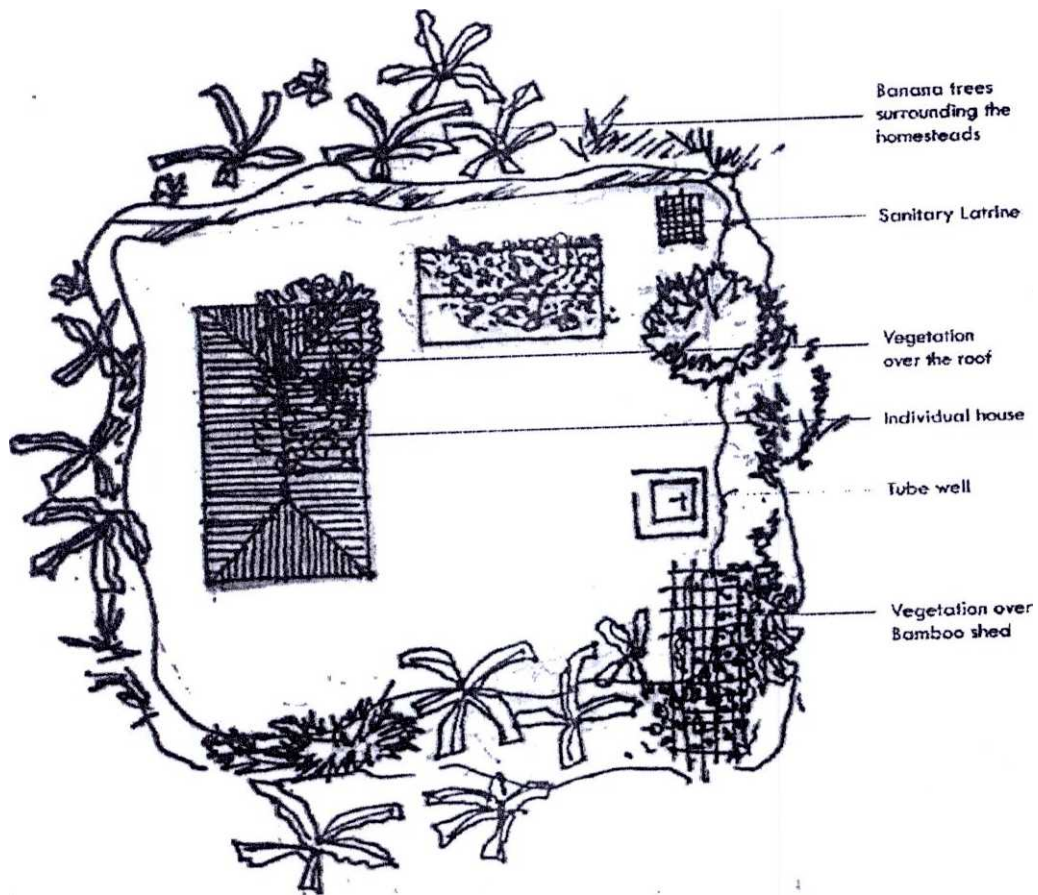 Banana trees
surrounding the
homesteads
Sanitary Latrine
Vegetation
over the roof
Individual house
Tube well
Vegetation over
Bamboo shed